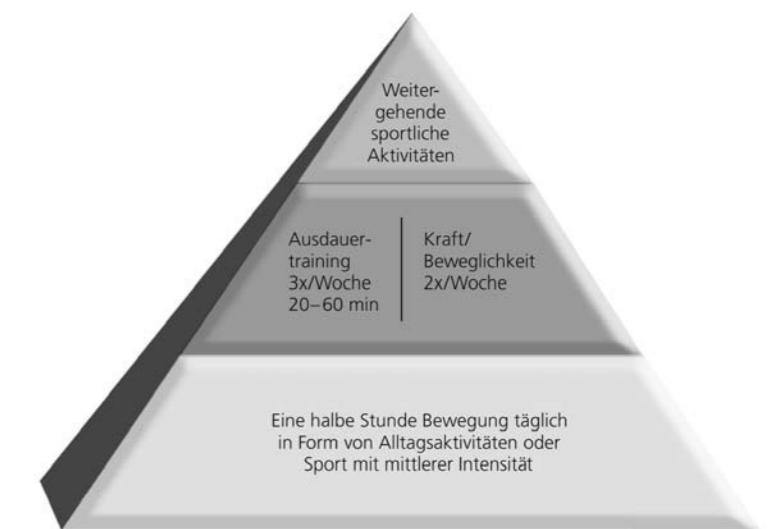 Weiter-
gehende
sportliche
Aktivitäten
Ausdauer-
training
3x/Woche
20–60 min
Kraft/
Beweglichkeit
2x/Woche
Eine halbe Stunde Bewegung täglich
in Form von Alltagsaktivitäten oder
Sport mit mittlerer Intensität